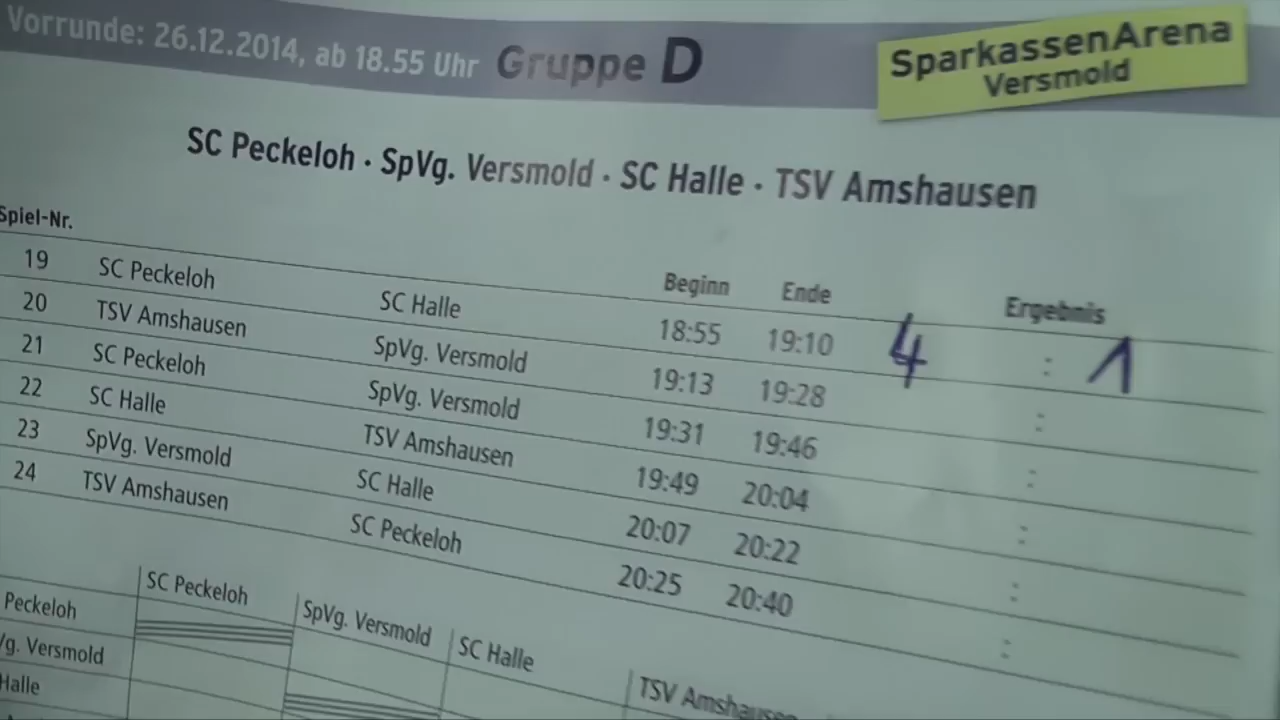 Vorrunde: 26.12.2014, ab 18.55 Uhr Gruppe D
SparkassenArena
Versmold
SC Peckeloh · SpVg. Versmold · SC Halle · TSV Amshausen
Spiel-Nr. Beginn Ende Ergebnis
19 SC Peckeloh SC Halle 18:55 19:10 4 : 1
20 TSV Amshausen SpVg. Versmold 19:13 19:28 :
21 SC Peckeloh SpVg. Versmold 19:31 19:46 :
22 SC Halle TSV Amshausen 19:49 20:04 :
23 SpVg. Versmold SC Halle 20:07 20:22 :
24 TSV Amshausen SC Peckeloh 20:25 20:40 :
SC Peckeloh SpVg. Versmold SC Halle TSV Amshausen
Peckeloh
Vg. Versmold
Halle